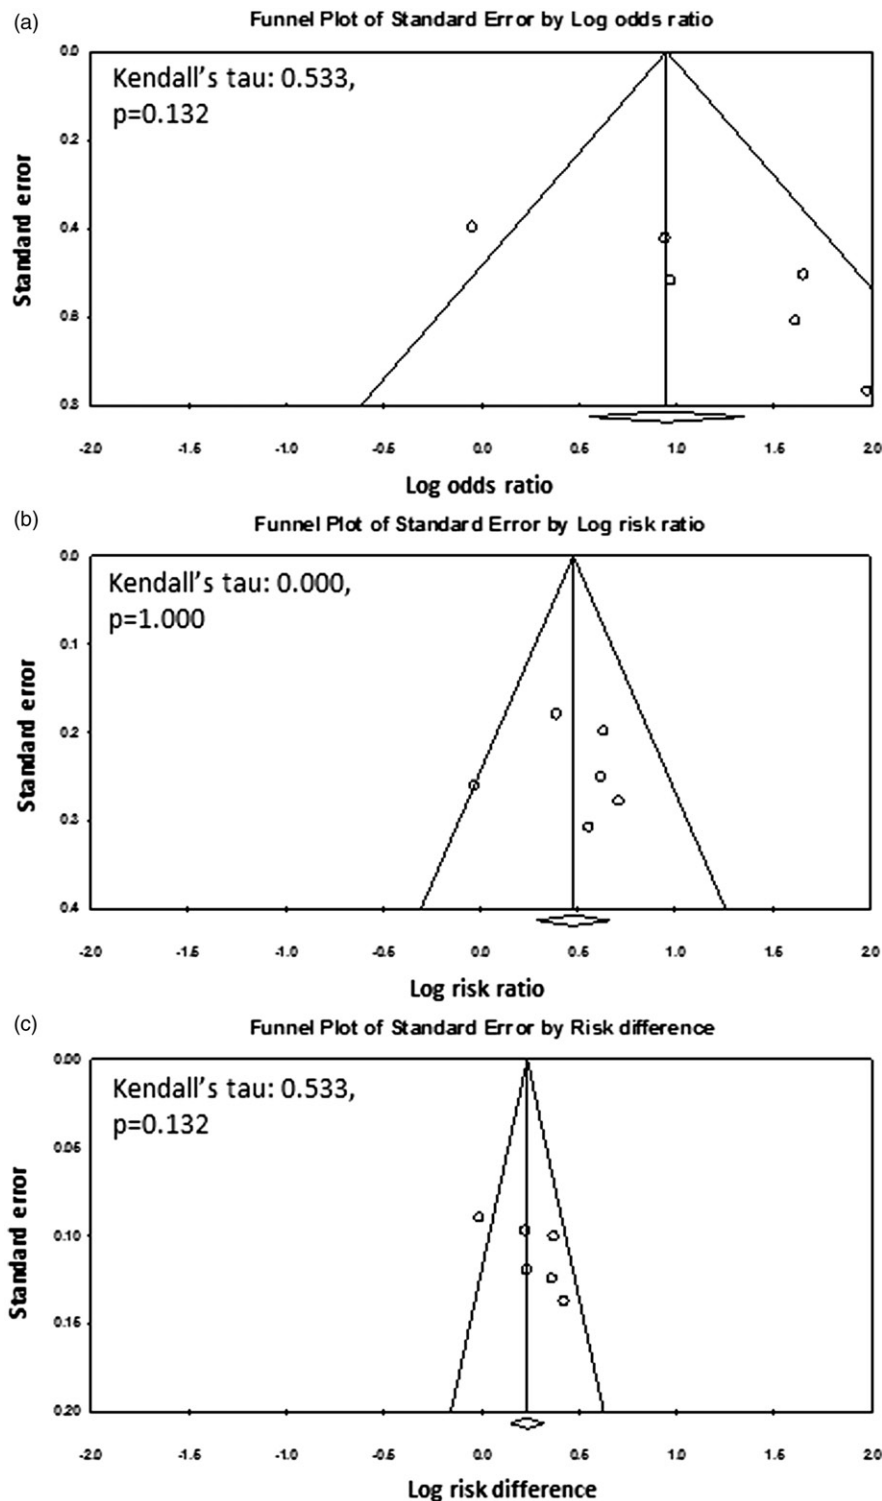 (a)
Funnel Plot of Standard Error by Log odds ratio
Kendall's tau: 0.533,
p=0.132
Standard error
0.0
0.2
0.4
0.6
0.8
-2.0 -1.5 -1.0 -0.5 0.0 0.5 1.0 1.5 2.0
Log odds ratio
(b)
Funnel Plot of Standard Error by Log risk ratio
Kendall's tau: 0.000,
p=1.000
Standard error
0.0
0.1
0.2
0.3
0.4
-2.0 -1.5 -1.0 -0.5 0.0 0.5 1.0 1.5 2.0
Log risk ratio
(c)
Funnel Plot of Standard Error by Risk difference
Kendall's tau: 0.533,
p=0.132
Standard error
0.00
0.05
0.10
0.15
0.20
-2.0 -1.5 -1.0 -0.5 0.0 0.5 1.0 1.5 2.0
Log risk difference